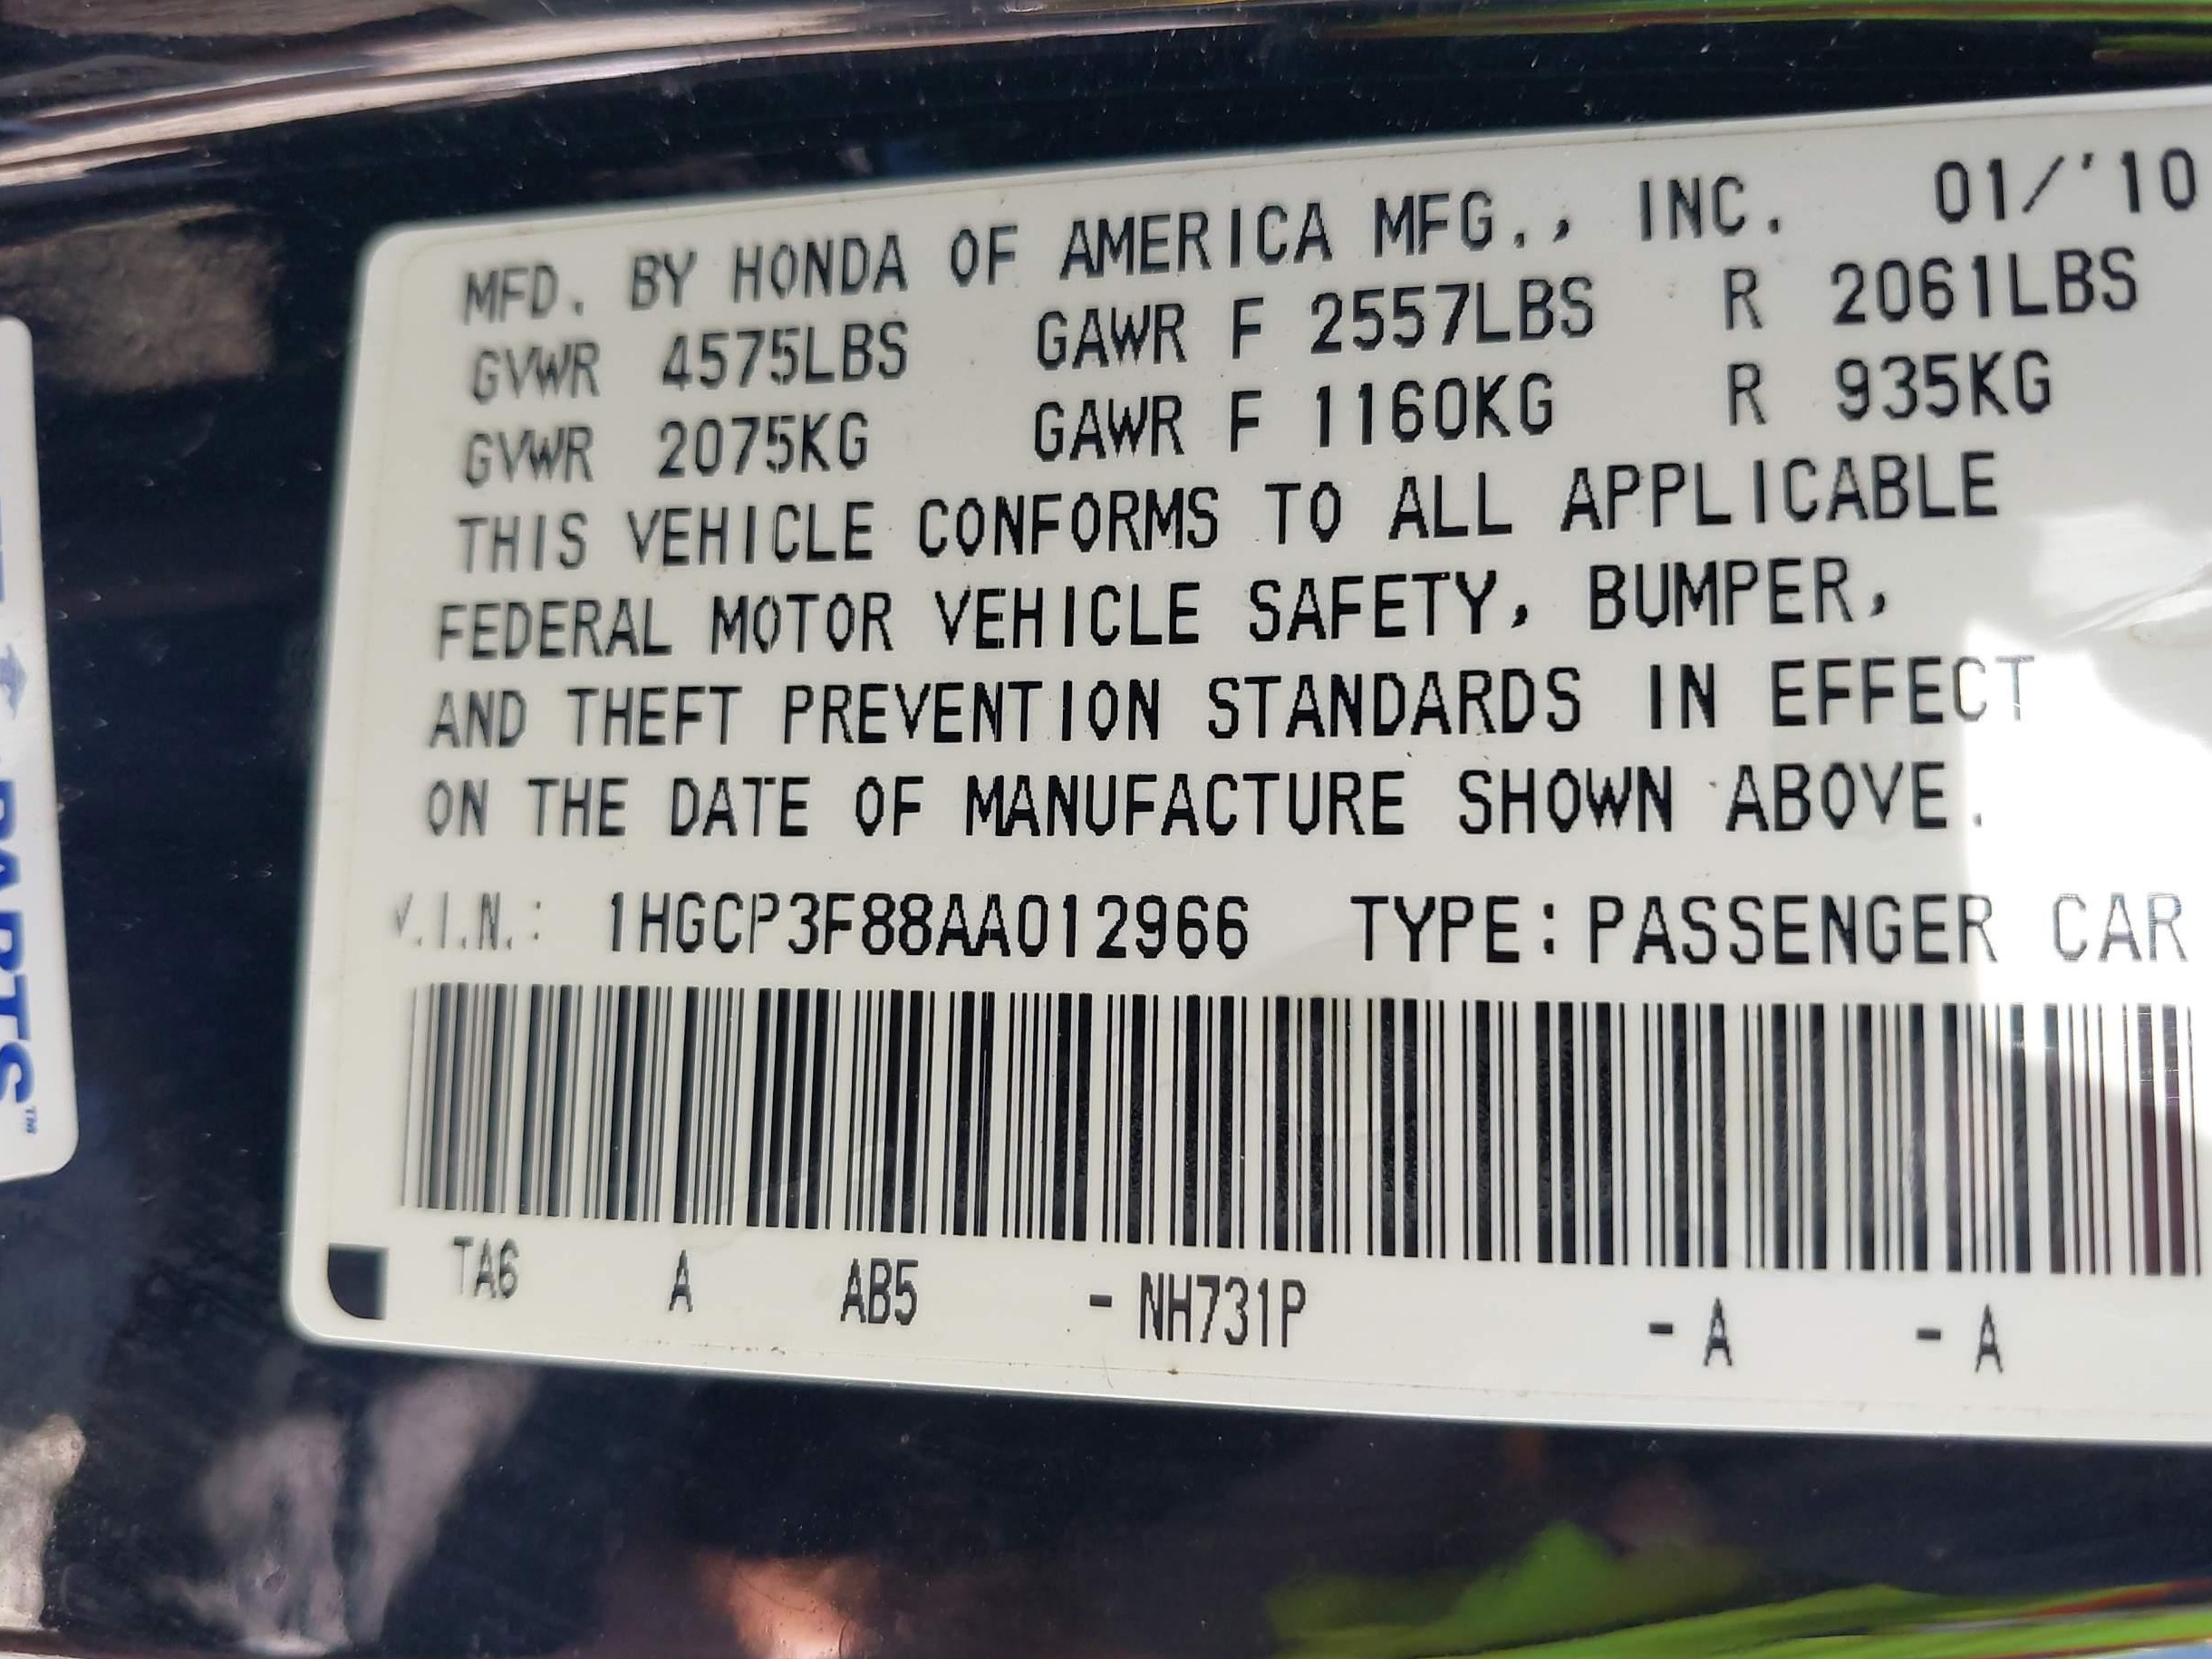 MFD. BY HONDA OF AMERICA MFG., INC. 01/'10
GVWR 4575LBS GAWR F 2557LBS R 2061LBS
GVWR 2075KG GAWR F 1160KG R 935KG
THIS VEHICLE CONFORMS TO ALL APPLICABLE
FEDERAL MOTOR VEHICLE SAFETY, BUMPER,
AND THEFT PREVENTION STANDARDS IN EFFECT
ON THE DATE OF MANUFACTURE SHOWN ABOVE.
V.I.N.: 1HGCP3F88AA012966 TYPE: PASSENGER CAR
TA6 A AB5 - NH731P - A - A
PARTS™